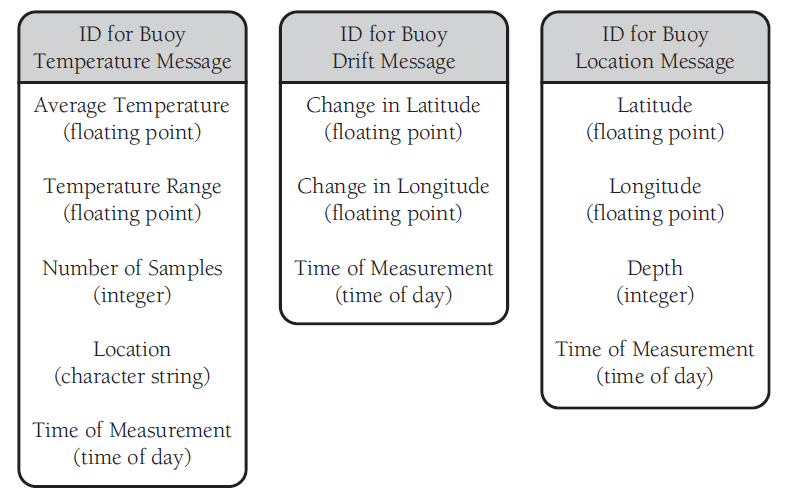 ID for Buoy
Temperature Message
Average Temperature
(floating point)
Temperature Range
(floating point)
Number of Samples
(integer)
Location
(character string)
Time of Measurement
(time of day)
ID for Buoy
Drift Message
Change in Latitude
(floating point)
Change in Longitude
(floating point)
Time of Measurement
(time of day)
ID for Buoy
Location Message
Latitude
(floating point)
Longitude
(floating point)
Depth
(integer)
Time of Measurement
(time of day)